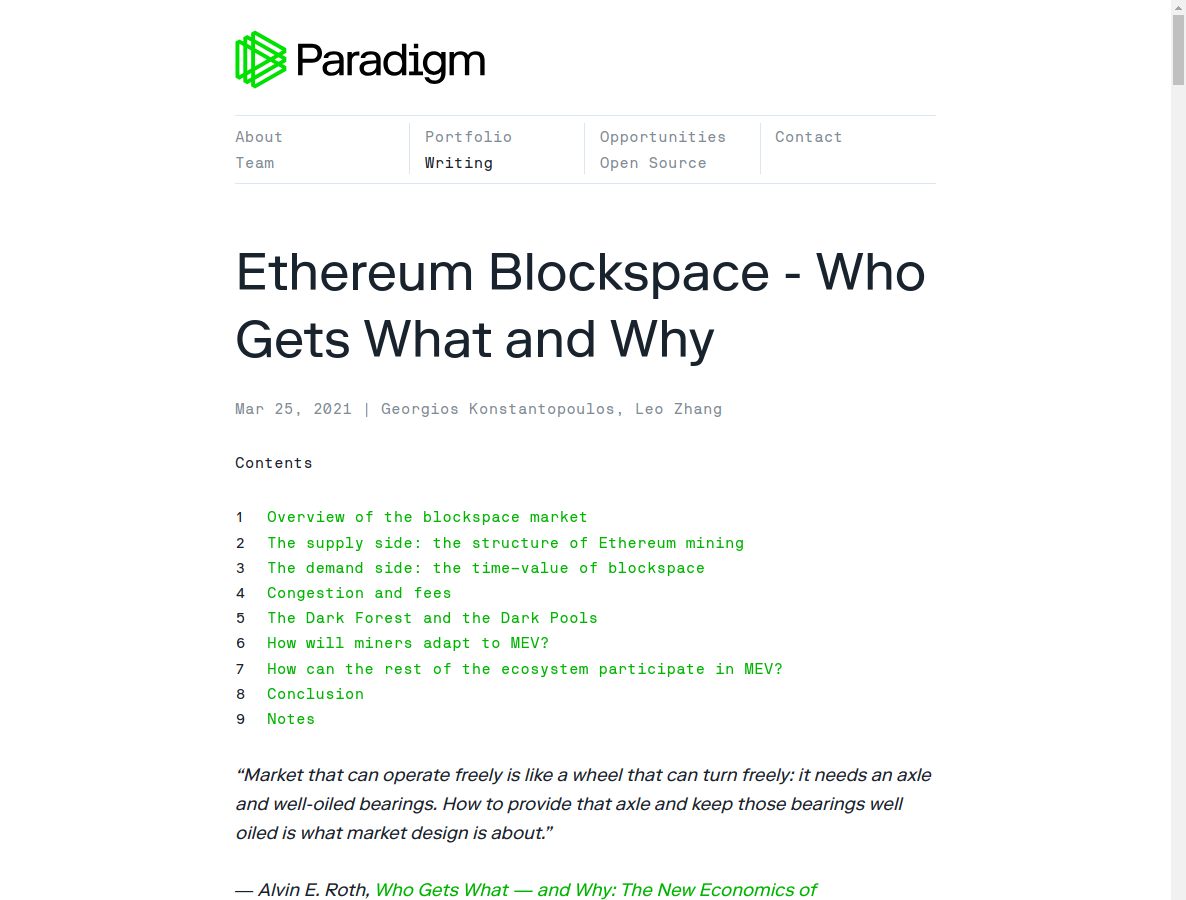 Paradigm
About
Team
Portfolio
Writing
Opportunities
Open Source
Contact
Ethereum Blockspace - Who
Gets What and Why
Mar 25, 2021 | Georgios Konstantopoulos, Leo Zhang
Contents
1 Overview of the blockspace market
2 The supply side: the structure of Ethereum mining
3 The demand side: the time-value of blockspace
4 Congestion and fees
5 The Dark Forest and the Dark Pools
6 How will miners adapt to MEV?
7 How can the rest of the ecosystem participate in MEV?
8 Conclusion
9 Notes
“Market that can operate freely is like a wheel that can turn freely: it needs an axle
and well-oiled bearings. How to provide that axle and keep those bearings well
oiled is what market design is about.”
— Alvin E. Roth, Who Gets What — and Why: The New Economics of